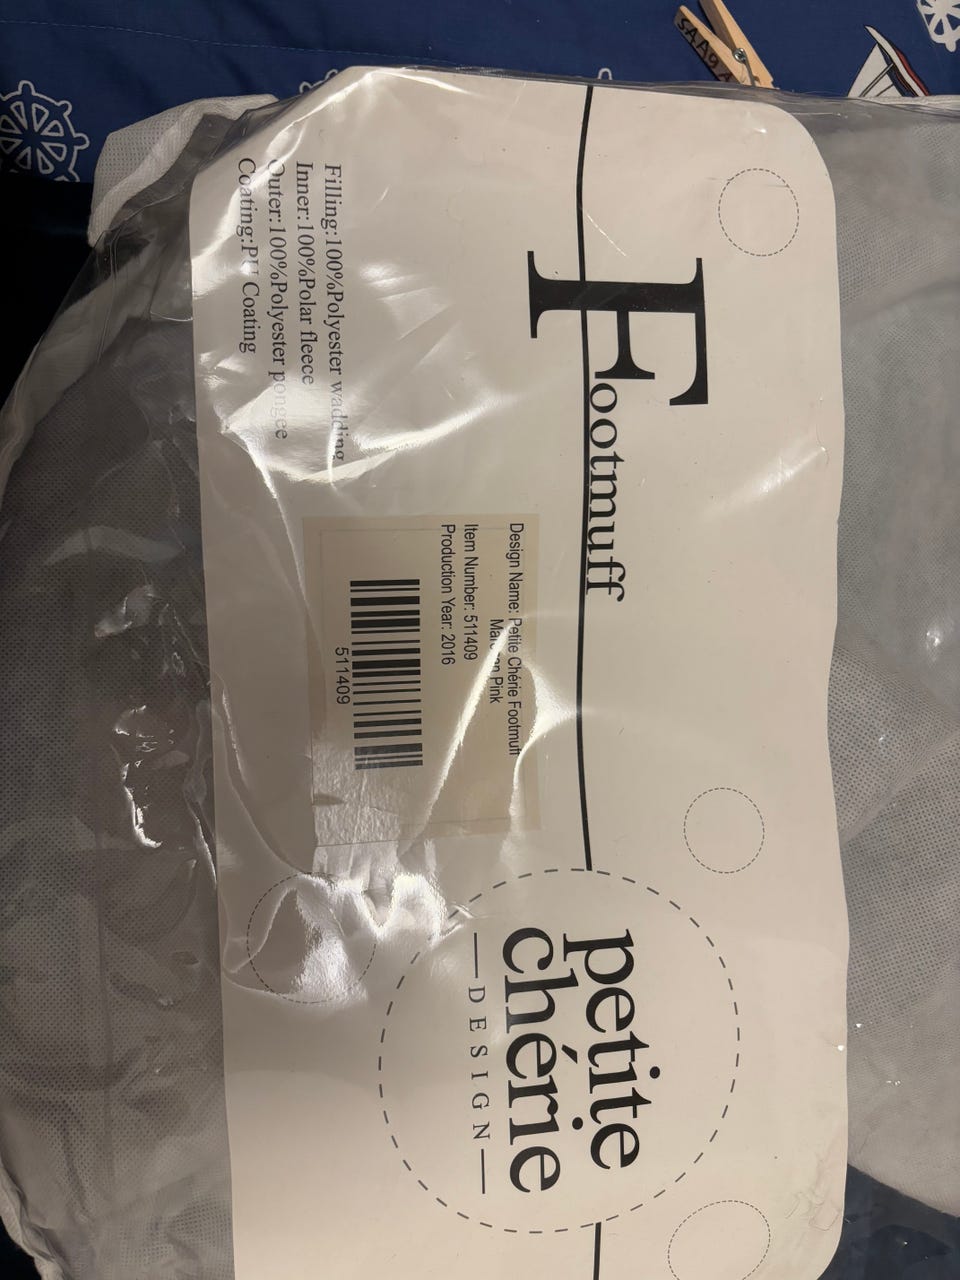 Footmuff
Design Name: Petite Chérie Footmuff
Pink
Item Number: 511409
Production Year: 2016
511409
Filling:100%Polyester wadding
Inner:100%Polar fleece
Outer:100%Polyester pongee
Coating:PU Coating
petite
chérie
DESIGN